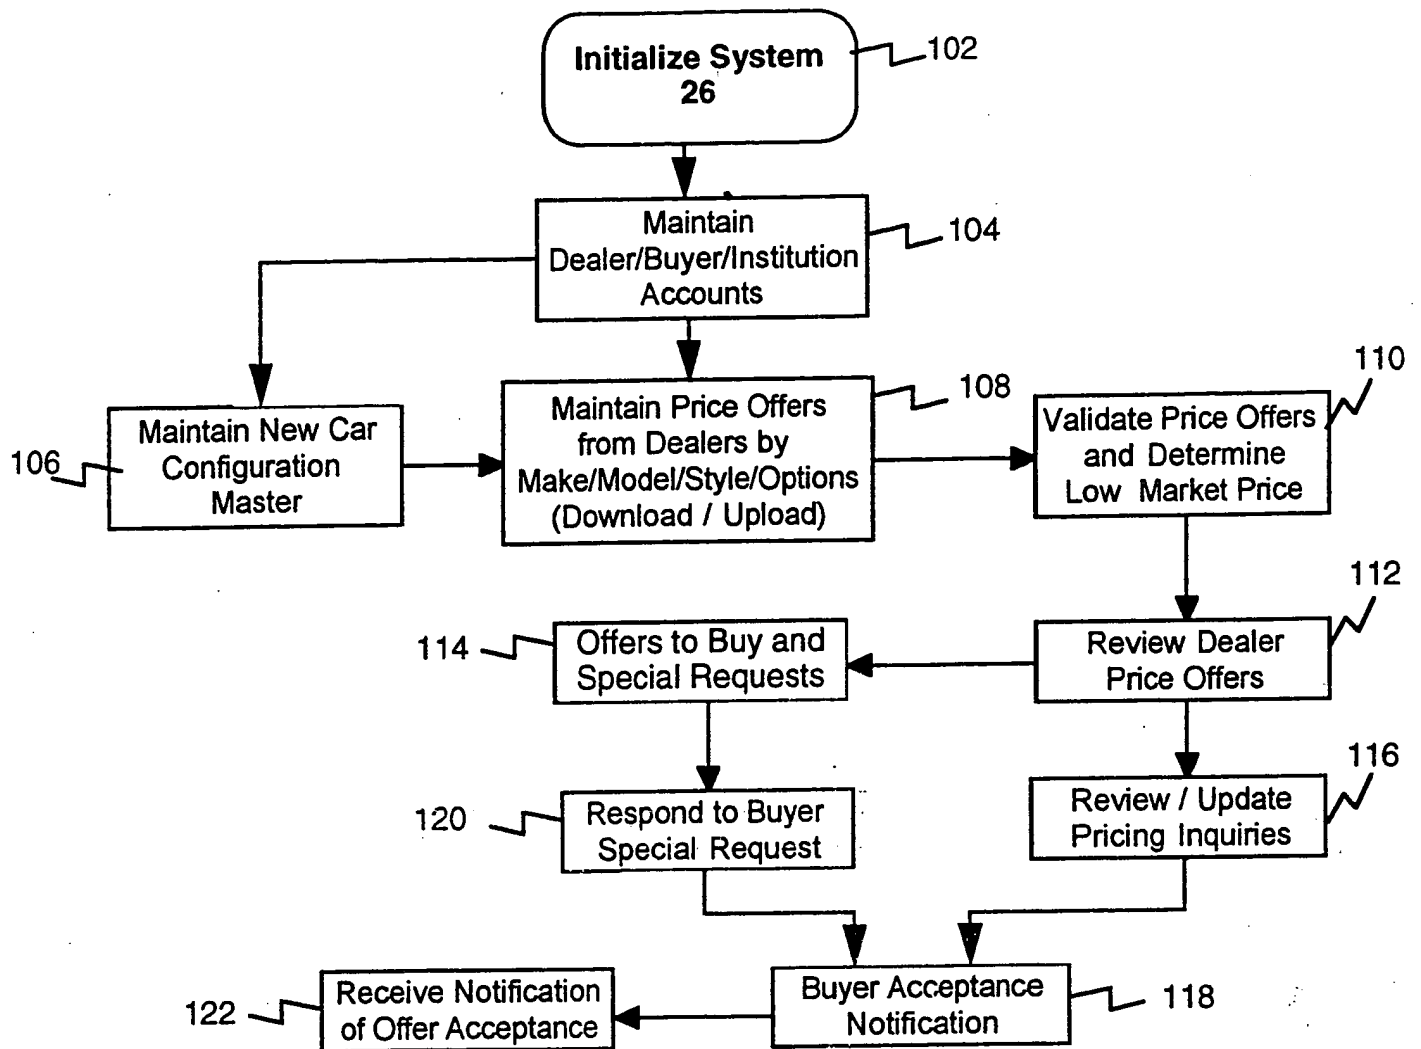 Initialize System
26
102
Maintain
Dealer/Buyer/Institution
Accounts
104
Maintain New Car
Configuration
Master
106
Maintain Price Offers
from Dealers by
Make/Model/Style/Options
(Download / Upload)
108
Validate Price Offers
and Determine
Low Market Price
110
Review Dealer
Price Offers
112
Offers to Buy and
Special Requests
114
Review / Update
Pricing Inquiries
116
Respond to Buyer
Special Request
120
Buyer Acceptance
Notification
118
Receive Notification
of Offer Acceptance
122